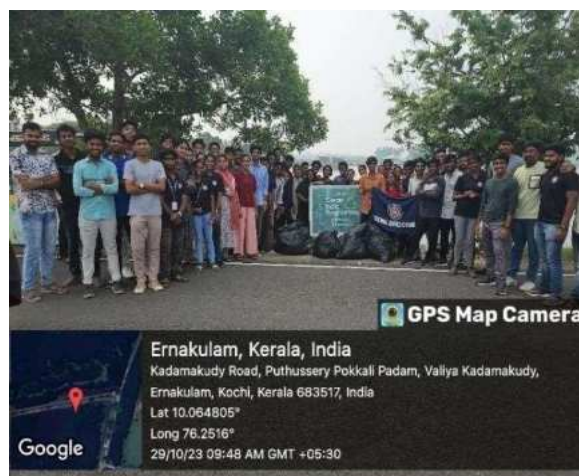 Clean
GPS Map Camera
Ernakulam, Kerala, India
Kadamakudy Road, Puthussery Pokkali Padam, Valiya Kadamakudy,
Ernakulam, Kochi, Kerala 683517, India
Lat 10.064805°
Long 76.2516°
29/10/23 09:48 AM GMT +05:30
Google